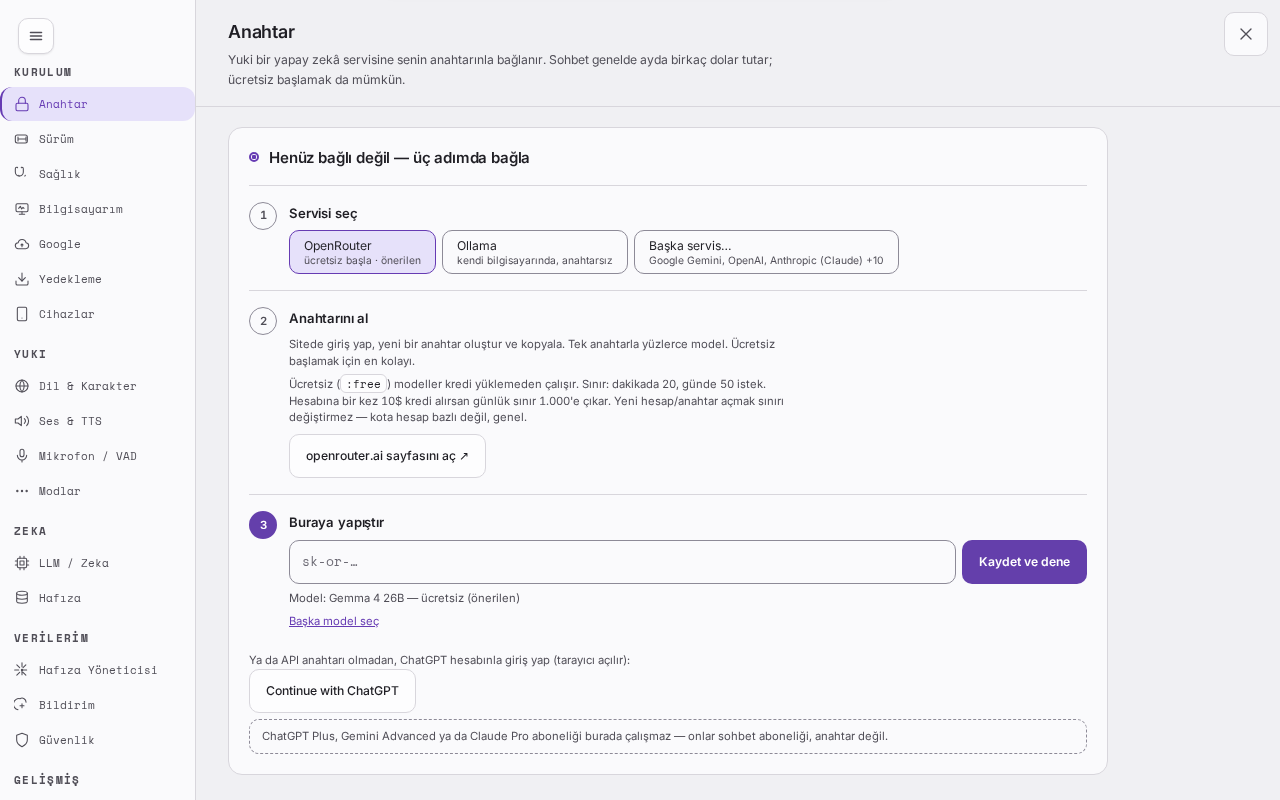 KURULUM
Anahtar
Sürüm
Sağlık
Bilgisayarım
Google
Yedekleme
Cihazlar
YUKI
Dil & Karakter
Ses & TTS
Mikrofon / VAD
Modlar
ZEKA
LLM / Zeka
Hafıza
VERİLERİM
Hafıza Yöneticisi
Bildirim
Güvenlik
GELİŞMİŞ
Anahtar
Yuki bir yapay zekâ servisine senin anahtarınla bağlanır. Sohbet genelde ayda birkaç dolar tutar;
ücretsiz başlamak da mümkün.
Henüz bağlı değil — üç adımda bağla
1
Servisi seç
OpenRouter
ücretsiz başla · önerilen
Ollama
kendi bilgisayarında, anahtarsız
Başka servis…
Google Gemini, OpenAI, Anthropic (Claude) +10
2
Anahtarını al
Sitede giriş yap, yeni bir anahtar oluştur ve kopyala. Tek anahtarla yüzlerce model. Ücretsiz
başlamak için en kolayı.
Ücretsiz (:free) modeller kredi yüklemeden çalışır. Sınır: dakikada 20, günde 50 istek.
Hesabına bir kez 10$ kredi alırsan günlük sınır 1.000'e çıkar. Yeni hesap/anahtar açmak sınırı
değiştirmez — kota hesap bazlı değil, genel.
openrouter.ai sayfasını aç ↗
3
Buraya yapıştır
sk-or-…
Kaydet ve dene
Model: Gemma 4 26B — ücretsiz (önerilen)
Başka model seç
Ya da API anahtarı olmadan, ChatGPT hesabınla giriş yap (tarayıcı açılır):
Continue with ChatGPT
ChatGPT Plus, Gemini Advanced ya da Claude Pro aboneliği burada çalışmaz — onlar sohbet aboneliği, anahtar değil.